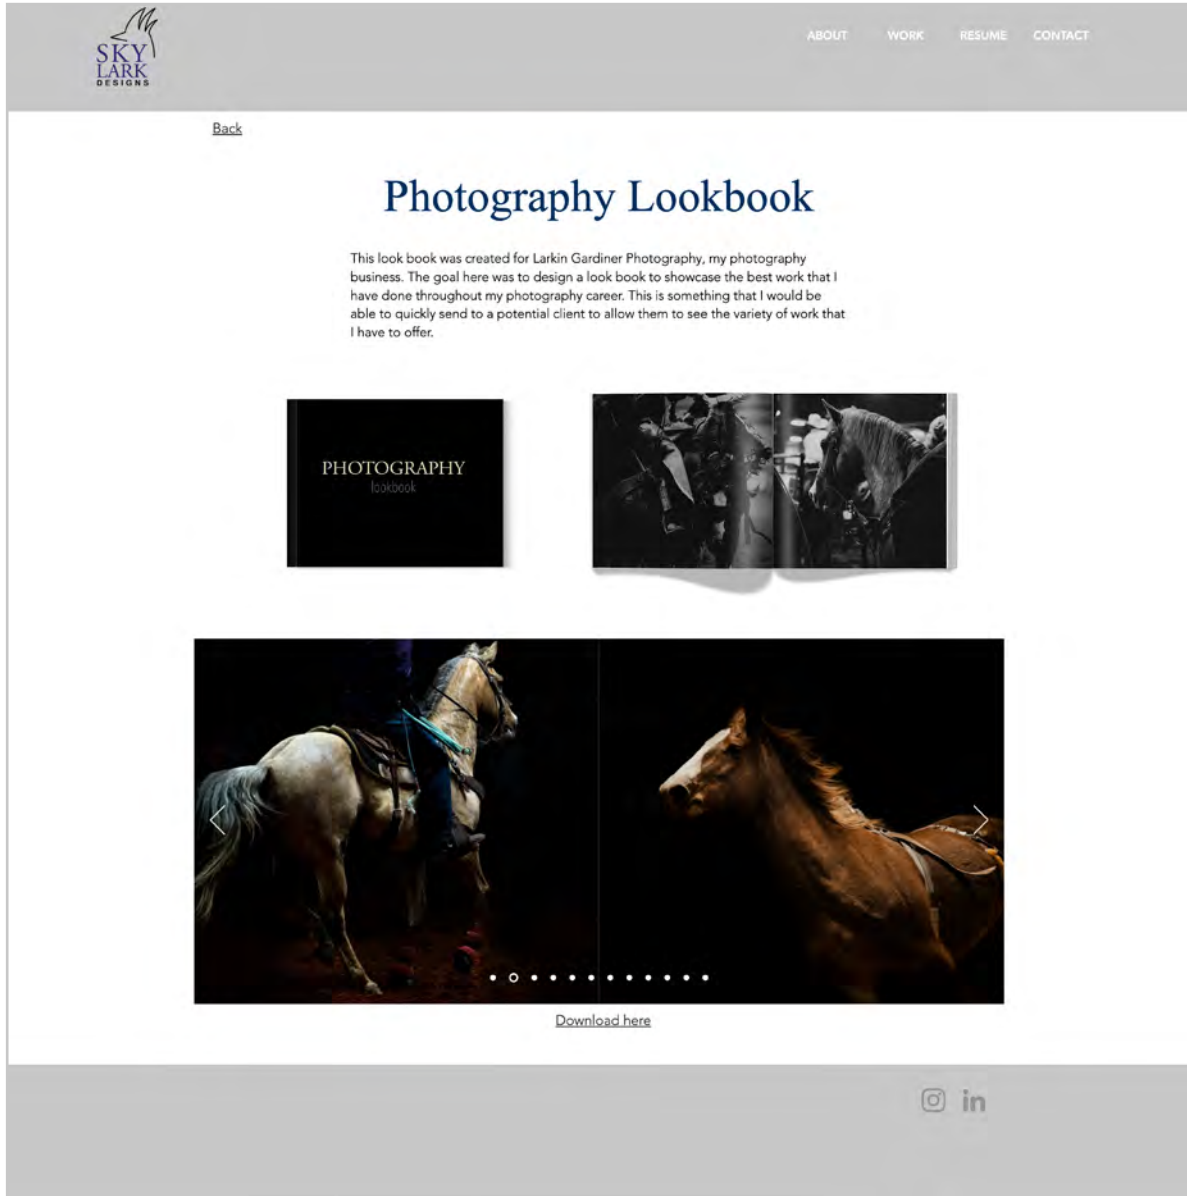 SKY
LARK
DESIGNS
ABOUT WORK RESUME CONTACT
Back
Photography Lookbook
This look book was created for Larkin Gardiner Photography, my photography
business. The goal here was to design a look book to showcase the best work that I
have done throughout my photography career. This is something that I would be
able to quickly send to a potential client to allow them to see the variety of work that
I have to offer.
PHOTOGRAPHY
lookbook
Download here
in